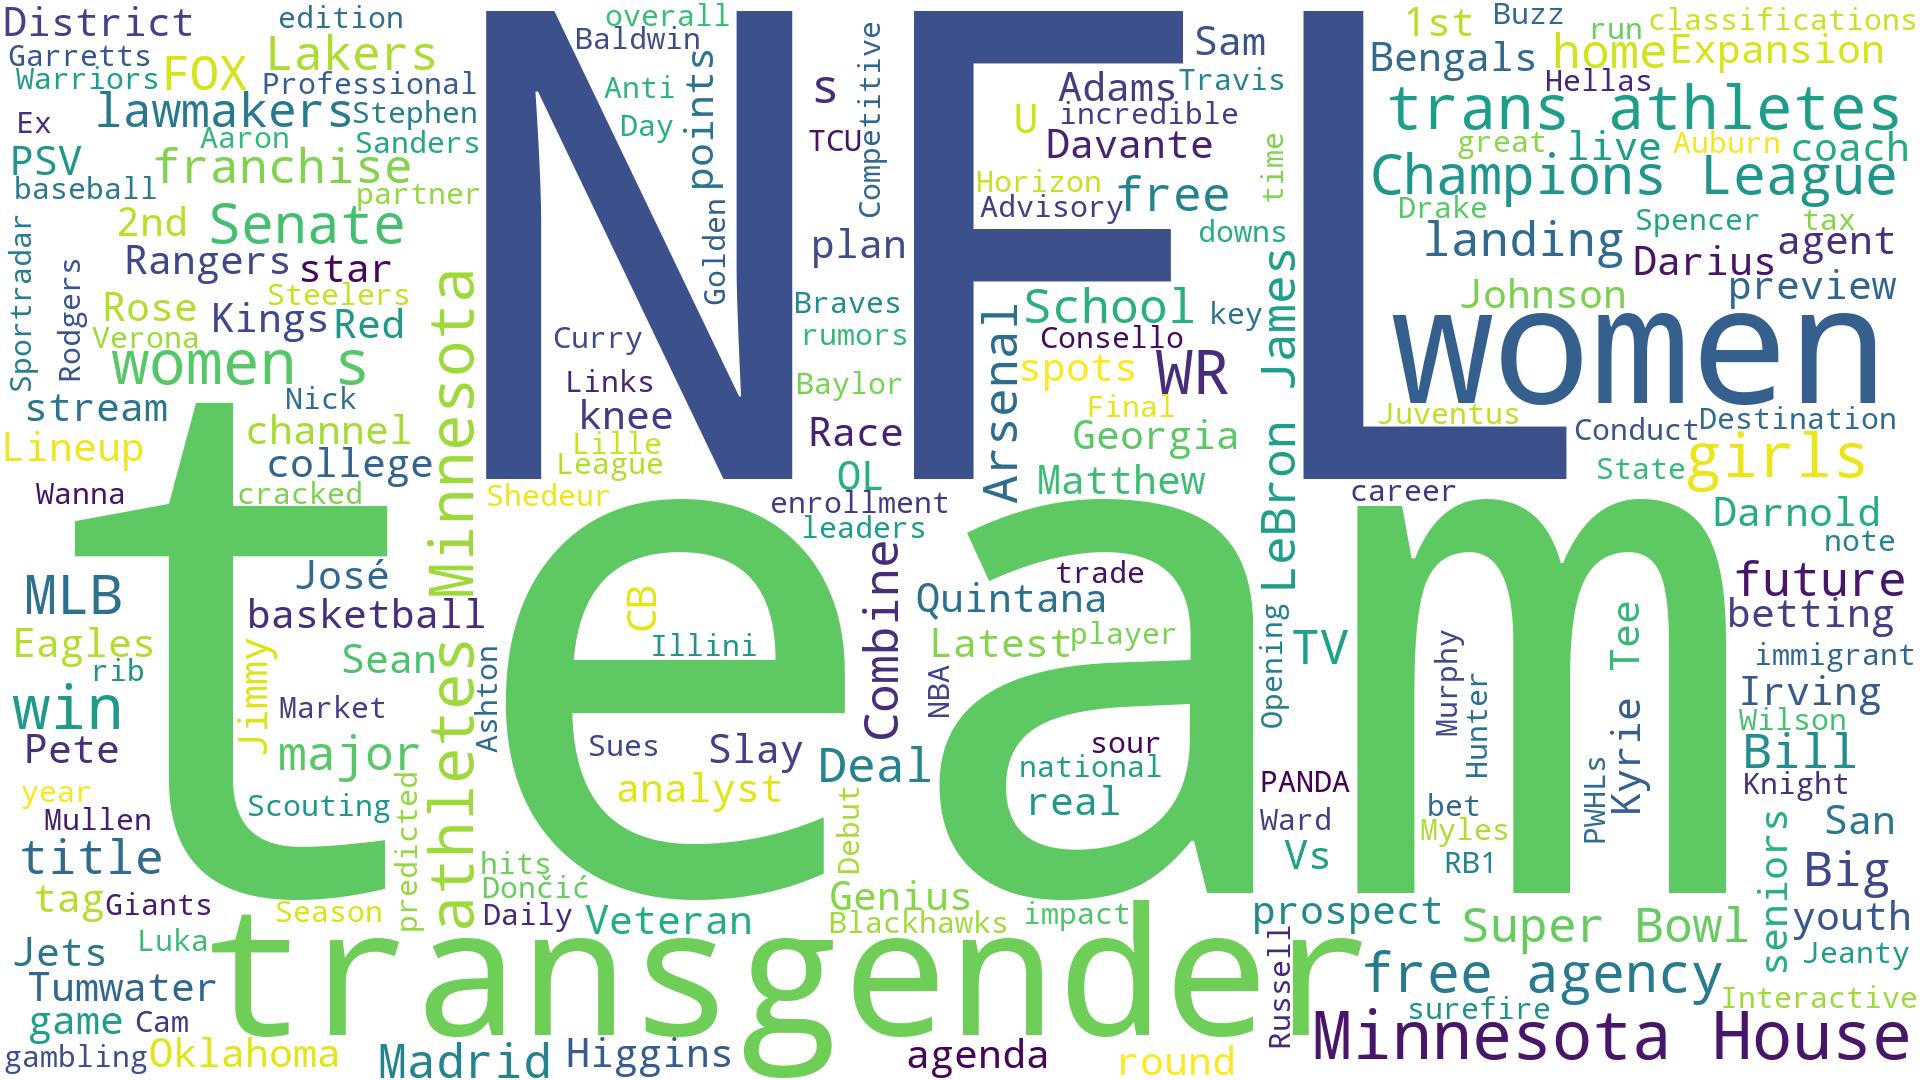 NFL
team
transgender
women
Minnesota House
trans athletes
Champions League
women s
Minnesota
athletes
Senate
LeBron James
Super Bowl
free agency
District
edition
overall
Baldwin
Garretts
Lakers
Warriors
FOX
Professional
lawmakers
Stephen
Ex
Aaron
Sanders
PSV
franchise
baseball
partner
2nd
Rangers
star
Sportradar
Rodgers
Rose
Steelers
Kings
Red
Verona
stream
Nick
Lineup
channel
college
Wanna
cracked
Anti
Day
points
Golden
s
TCU
Competitive
plan
Braves
rumors
Baylor
Curry
Links
knee
Lille
League
Shedeur
Race
OL
enrollment
leaders
Sam
Adams
Travis
U
incredible
Davante
Horizon
free
Advisory
time
downs
Arsenal
School
key
Consello
spots
WR
Final
Georgia
Matthew
1st
Buzz
run
classifications
Bengals
home
Expansion
Hellas
great
live
Auburn
coach
Drake
Spencer
tax
landing
agent
Darius
preview
Johnson
Juventus
Conduct
Destination
State
girls
career
Darnold
note
future
MLB
José
basketball
Eagles
rib
Sean
win
Jimmy
Market
Ashton
Pete
major
year
Scouting
Mullen
title
predicted
tag
Giants
Season
hits
Dončić
Daily
CB
Illini
Sues
Slay
analyst
Combine
Deal
Debut
Quintana
trade
Latest
player
NBA
sour
national
real
Opening
TV
PANDA
Ward
Vs
Murphy
Hunter
bet
Myles
RB1
PWHLs
Kyrie
Tee
betting
immigrant
Irving
Wilson
Bill
Knight
San
seniors
Big
youth
Jeanty
Interactive
Jets
Luka
Tumwater
game
Cam
gambling
Oklahoma
Madrid
Higgins
Veteran
Genius
Blackhawks
impact
agenda
round
prospect
Russell
surefire